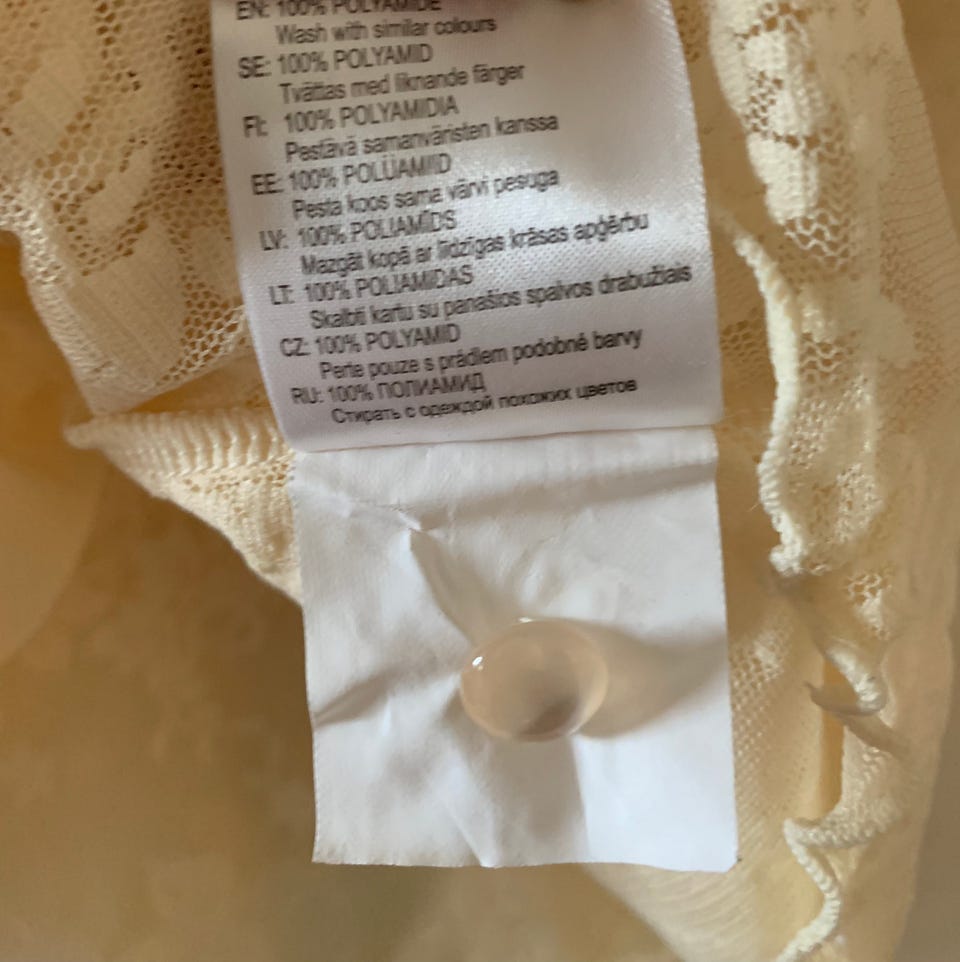 EN: 100% POLYAMIDE
Wash with similar colours
SE: 100% POLYAMID
Tvättas med liknande färger
FI: 100% POLYAMIDIA
Pestävä samanväristen kanssa
EE: 100% POLÜAMIID
Pesta koos sama värvi pesuga
LV: 100% POLIAMĪDS
Mazgāt kopā ar līdzīgas krāsas apģērbu
LT: 100% POLIAMIDAS
Skalbti kartu su panašios spalvos drabužiais
CZ: 100% POLYAMID
Perte pouze s prádlem podobné barvy
RU: 100% ПОЛИАМИД
Стирать с одеждой похожих цветов